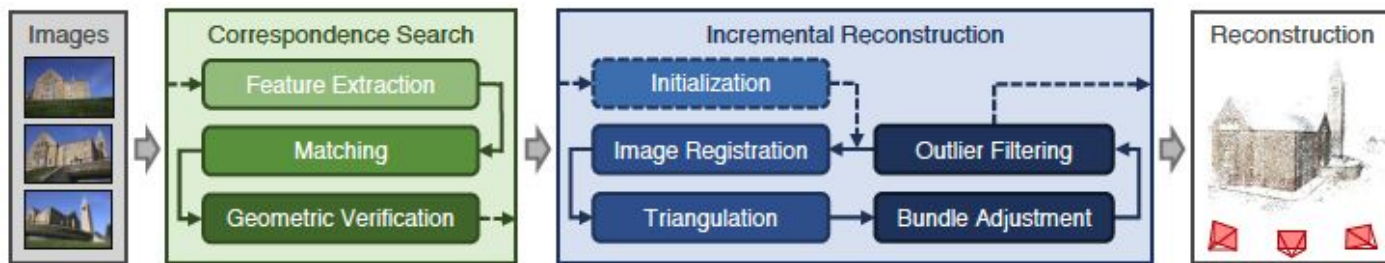 Images
Correspondence Search
Feature Extraction
Matching
Geometric Verification
Incremental Reconstruction
Initialization
Image Registration
Outlier Filtering
Triangulation
Bundle Adjustment
Reconstruction